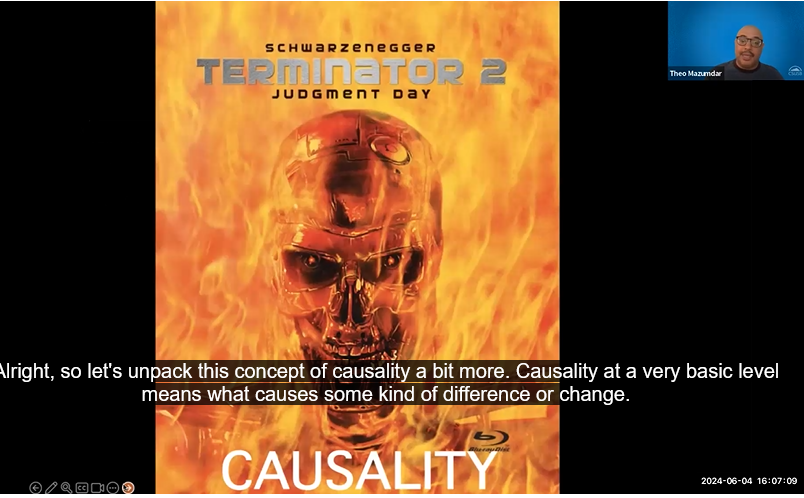 SCHWARZENEGGER
TERMINATOR 2
JUDGMENT DAY
Theo Mazumdar
Alright, so let's unpack this concept of causality a bit more. Causality at a very basic level
means what causes some kind of difference or change.
Blu-ray Disc
CAUSALITY
CC
2024-06-04 16:07:09